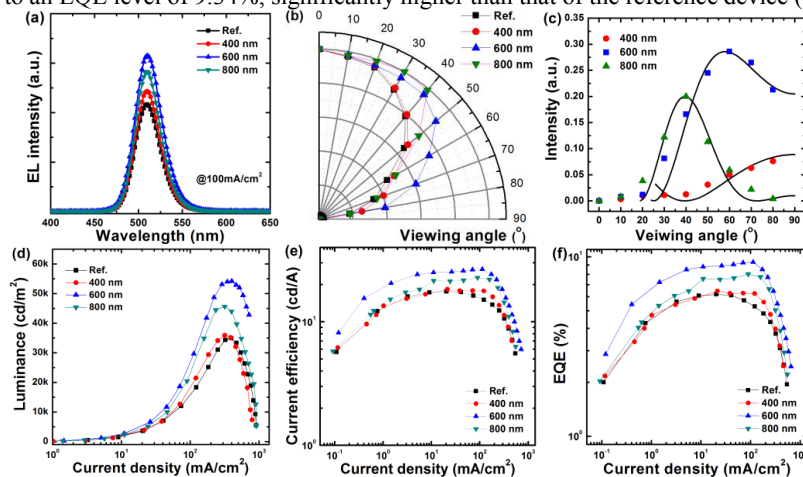 to an EQE level of 9.34%, significantly higher than that of the reference device (
(a)
Ref.
400 nm
600 nm
800 nm
@100mA/cm²
EL intensity (a.u.)
400 450 500 550 600 650
Wavelength (nm)
(b)
0 10 20 30 40 50 60 70 80 90
Ref.
400 nm
600 nm
800 nm
Viewing angle (°)
(c)
400 nm
600 nm
800 nm
Intensity (a.u.)
0.30
0.25
0.20
0.15
0.10
0.05
0.00
0 10 20 30 40 50 60 70 80 90
Veiwing angle (°)
(d)
Ref.
400 nm
600 nm
800 nm
Luminance (cd/m²)
60k
50k
40k
30k
20k
10k
0
10⁰ 10¹ 10² 10³
Current density (mA/cm²)
(e)
Ref.
400 nm
600 nm
800 nm
Current efficiency (cd/A)
10¹
10⁰
10⁻¹ 10⁰ 10¹ 10² 10³
Current density (mA/cm²)
(f)
Ref.
400 nm
600 nm
800 nm
EQE (%)
10¹
10⁰
10⁻¹ 10⁰ 10¹ 10²
Current density (mA/cm²)